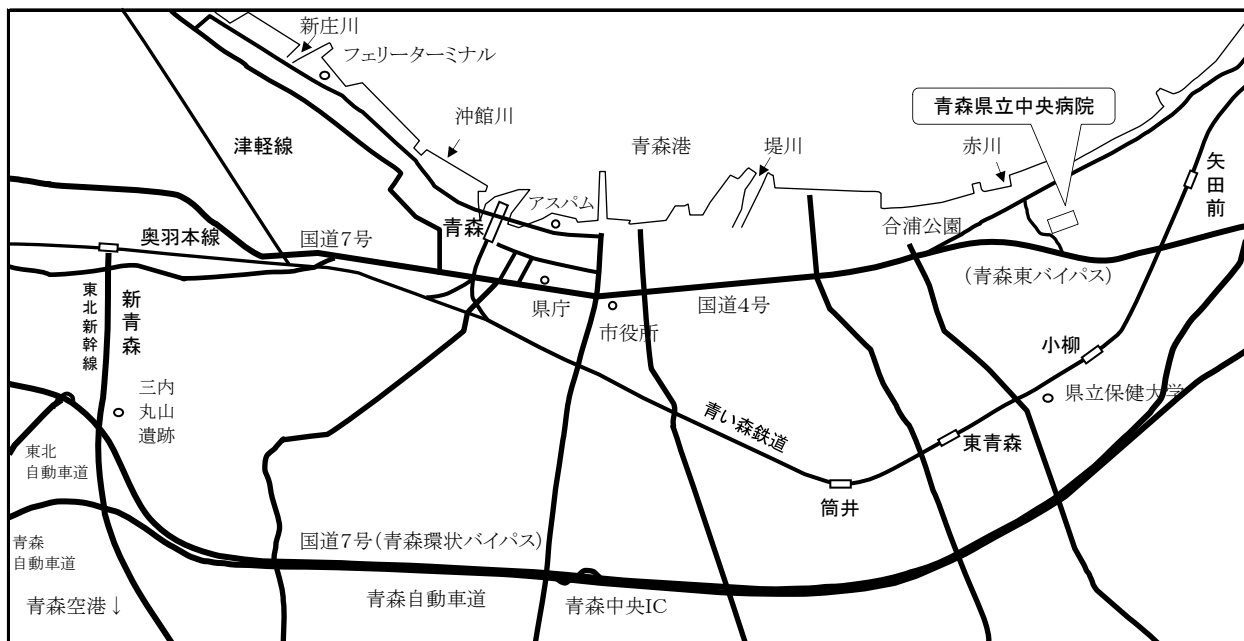 新庄川
フェリーターミナル
沖館川
津軽線
青森港
堤川
赤川
青森県立中央病院
矢田前
アスパム
青森
合浦公園
奥羽本線
国道7号
(青森東バイパス)
新青森
東北新幹線
県庁
市役所
国道4号
小柳
県立保健大学
三内
丸山
遺跡
青い森鉄道
東青森
東北
自動車道
筒井
国道7号(青森環状バイパス)
青森
自動車道
青森自動車道
青森中央IC
青森空港↓